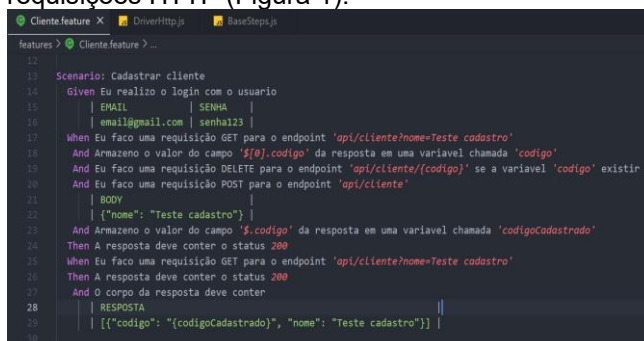 requisições HTTP (Figura 1).
Cliente.feature X DriverHttp.js BaseSteps.js
features > Cliente.feature > ...
12
13 Scenario: Cadastrar cliente
14 Given Eu realizo o login com o usuario
15 | EMAIL | SENHA |
16 | email@gmail.com | senha123 |
17 When Eu faco uma requisição GET para o endpoint 'api/cliente?nome=Teste cadastro'
18 And Armazeno o valor do campo '$[0].codigo' da resposta em uma variavel chamada 'codigo'
19 And Eu faco uma requisição DELETE para o endpoint 'api/cliente/{codigo}' se a variavel 'codigo' existir
20 And Eu faco uma requisição POST para o endpoint 'api/cliente'
21 | BODY |
22 | {"nome": "Teste cadastro"} |
23 And Armazeno o valor do campo '$.codigo' da resposta em uma variavel chamada 'codigoCadastrado'
24 Then A resposta deve conter o status 200
25 When Eu faco uma requisição GET para o endpoint 'api/cliente?nome=Teste cadastro'
26 Then A resposta deve conter o status 200
27 And O corpo da resposta deve conter
28 | RESPOSTA |
29 | [{"codigo": "{codigoCadastrado}", "nome": "Teste cadastro"}] |
30